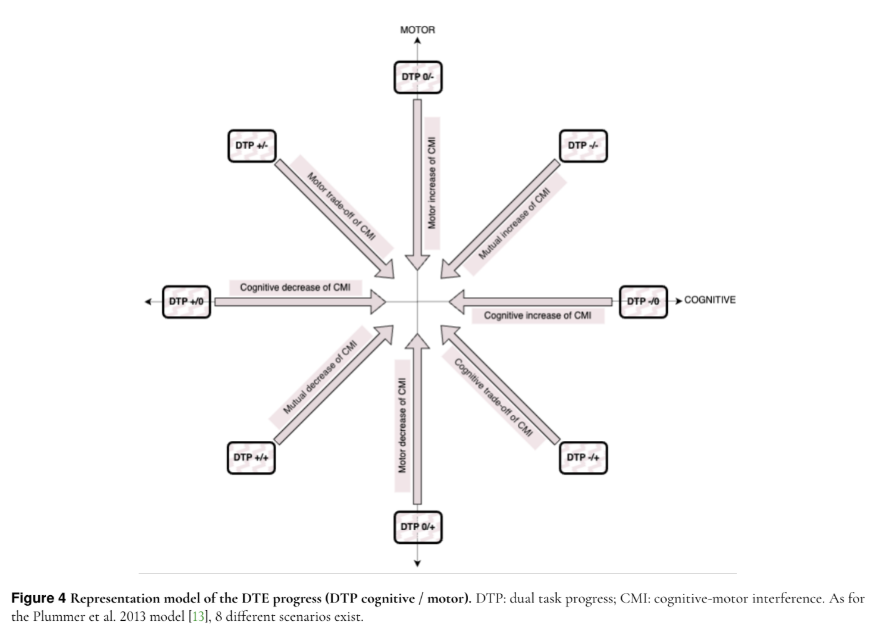 MOTOR
DTP 0/-
DTP +/-
DTP -/-
Motor trade-off of CMI
Motor increase of CMI
Mutual increase of CMI
Cognitive decrease of CMI
DTP +/0
DTP -/0
COGNITIVE
Cognitive increase of CMI
Mutual decrease of CMI
Motor decrease of CMI
Cognitive trade-off of CMI
DTP +/+
DTP -/+
DTP 0/+
Figure 4 Representation model of the DTE progress (DTP cognitive / motor). DTP: dual task progress; CMI: cognitive-motor interference. As for
the Plummer et al. 2013 model [13], 8 different scenarios exist.